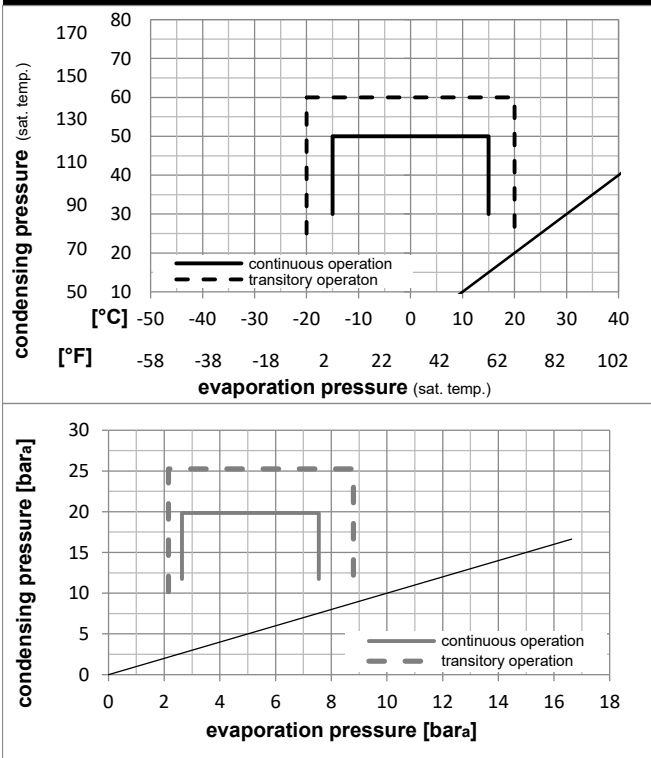 170 80
70
150 60
130 50
110 40
90 30
70 20
50 10
condensing pressure (sat. temp.)
continuous operation
transitory operaton
[°C] -50 -40 -30 -20 -10 0 10 20 30 40
[°F] -58 -38 -18 2 22 42 62 82 102
evaporation pressure (sat. temp.)
30
25
20
15
10
5
0
condensing pressure [bara]
continuous operation
transitory operation
0 2 4 6 8 10 12 14 16 18
evaporation pressure [bara]